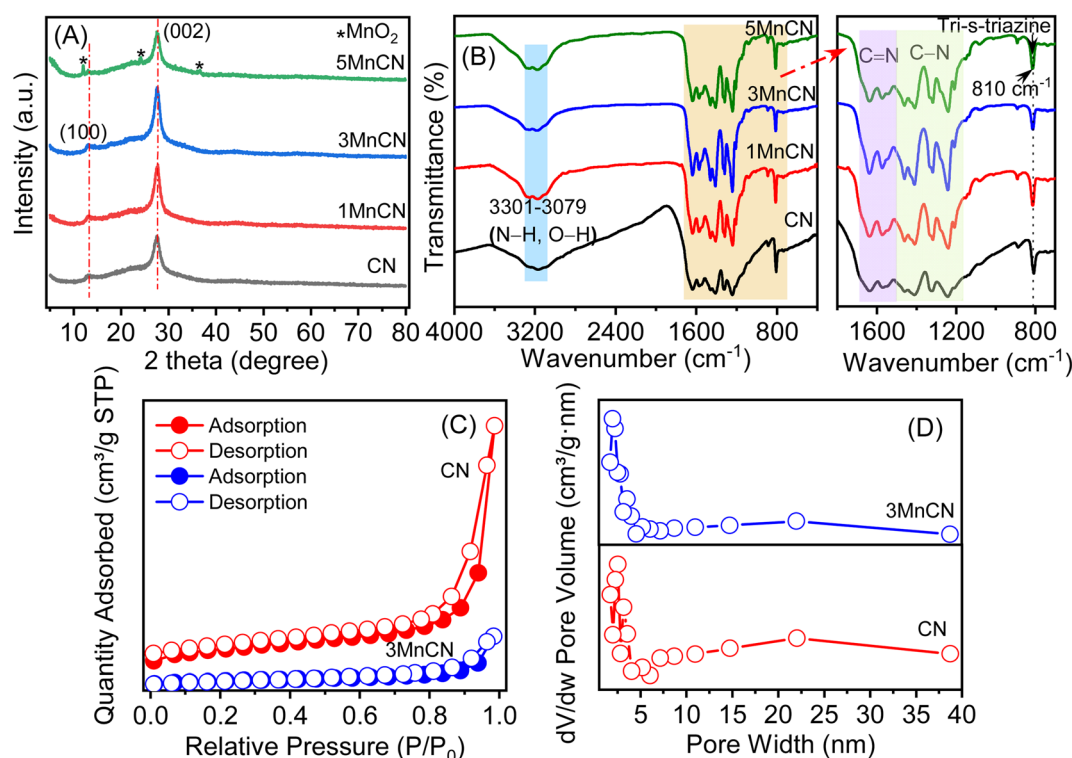 (A)
(002)
*MnO₂
5MnCN
*
*
*
(100)
3MnCN
1MnCN
CN
Intensity (a.u.)
10 20 30 40 50 60 70 80
2 theta (degree)
(B)
5MnCN
3MnCN
1MnCN
3301-3079
(N–H, O–H)
CN
Transmittance (%)
4000 3200 2400 1600 800
Wavenumber (cm⁻¹)
Tri-s-triazine
C=N
C–N
810 cm⁻¹
1600 1200 800
Wavenumber (cm⁻¹)
(C)
Adsorption
Desorption
Adsorption
Desorption
CN
3MnCN
Quantity Adsorbed (cm³/g STP)
0.0 0.2 0.4 0.6 0.8 1.0
Relative Pressure (P/P₀)
(D)
3MnCN
CN
dV/dw Pore Volume (cm³/g·nm)
5 10 15 20 25 30 35 40
Pore Width (nm)